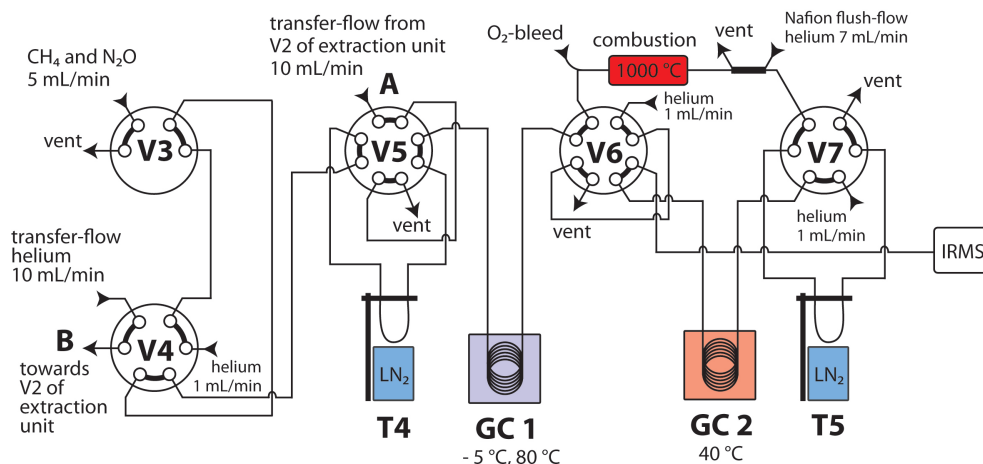 CH₄ and N₂O
5 mL/min
vent
V3
transfer-flow
helium
10 mL/min
B
towards
V2 of
extraction
unit
V4
helium
1 mL/min
transfer-flow from
V2 of extraction unit
10 mL/min
A
V5
vent
LN₂
T4
GC 1
- 5 °C, 80 °C
O₂-bleed
combustion
1000 °C
vent
Nafion flush-flow
helium 7 mL/min
helium
1 mL/min
V6
vent
vent
V7
helium
1 mL/min
IRMS
GC 2
40 °C
LN₂
T5